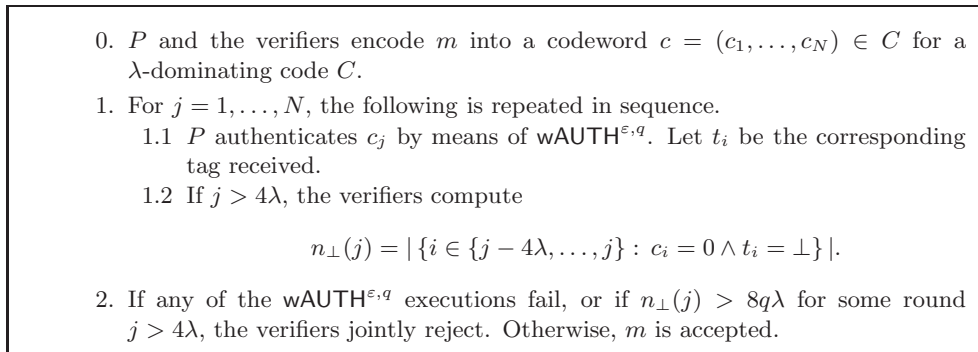 0. P and the verifiers encode m into a codeword c = (c₁, . . . , c_N) ∈ C for a
λ-dominating code C.
1. For j = 1, . . . , N, the following is repeated in sequence.
1.1 P authenticates c_j by means of wAUTH^{ε,q}. Let t_i be the corresponding
tag received.
1.2 If j > 4λ, the verifiers compute
n_⊥(j) = | {i ∈ {j − 4λ, . . . , j} : c_i = 0 ∧ t_i = ⊥} |.
2. If any of the wAUTH^{ε,q} executions fail, or if n_⊥(j) > 8qλ for some round
j > 4λ, the verifiers jointly reject. Otherwise, m is accepted.